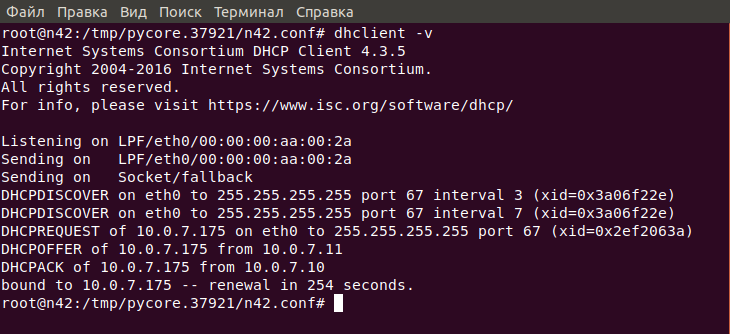 Файл Правка Вид Поиск Терминал Справка
root@n42:/tmp/pycore.37921/n42.conf# dhclient -v
Internet Systems Consortium DHCP Client 4.3.5
Copyright 2004-2016 Internet Systems Consortium.
All rights reserved.
For info, please visit https://www.isc.org/software/dhcp/

Listening on LPF/eth0/00:00:00:aa:00:2a
Sending on   LPF/eth0/00:00:00:aa:00:2a
Sending on   Socket/fallback
DHCPDISCOVER on eth0 to 255.255.255.255 port 67 interval 3 (xid=0x3a06f22e)
DHCPDISCOVER on eth0 to 255.255.255.255 port 67 interval 7 (xid=0x3a06f22e)
DHCPREQUEST of 10.0.7.175 on eth0 to 255.255.255.255 port 67 (xid=0x2ef2063a)
DHCPOFFER of 10.0.7.175 from 10.0.7.11
DHCPACK of 10.0.7.175 from 10.0.7.10
bound to 10.0.7.175 -- renewal in 254 seconds.
root@n42:/tmp/pycore.37921/n42.conf#